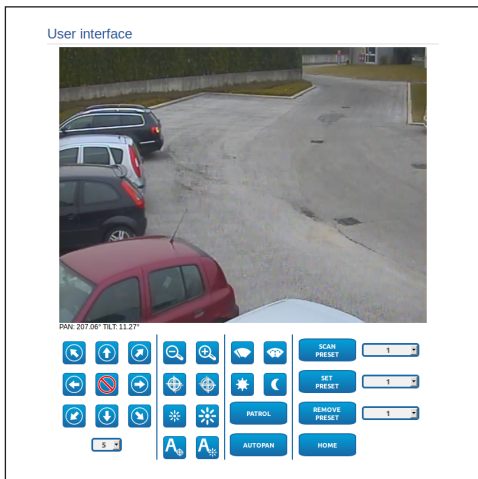 User interface
PAN: 207.06° TILT: 11.27°
SCAN
PRESET
1
SET
PRESET
1
PATROL
REMOVE
PRESET
1
5
A
A
AUTOPAN
HOME